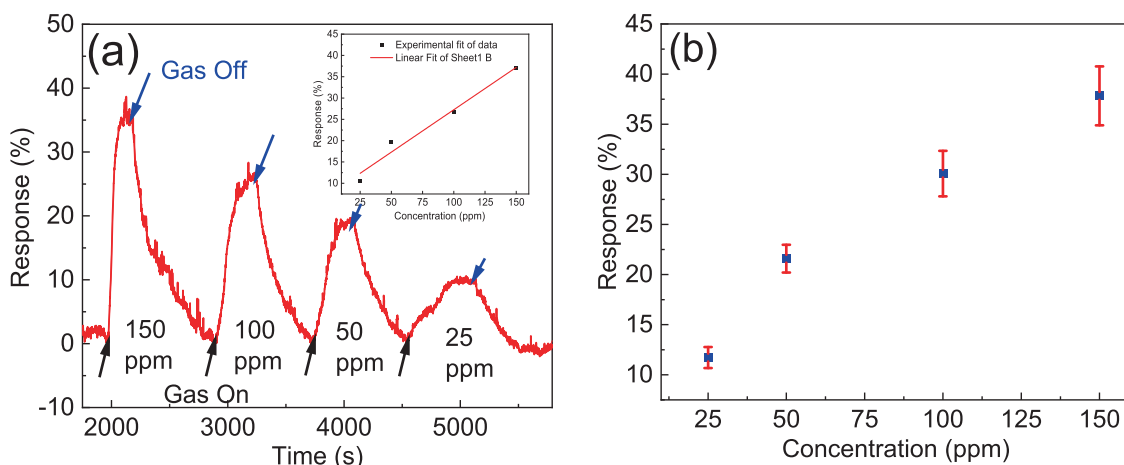 (a)
Gas Off
150
ppm
100
ppm
50
ppm
25
ppm
Gas On
50
40
30
20
10
0
-10
2000
3000
4000
5000
Response (%)
Time (s)
Experimental fit of data
Linear Fit of Sheet1 B
45
40
35
30
25
20
15
10
25
50
75
100
125
150
Response (%)
Concentration (ppm)
(b)
45
40
35
30
25
20
15
10
25
50
75
100
125
150
Response (%)
Concentration (ppm)